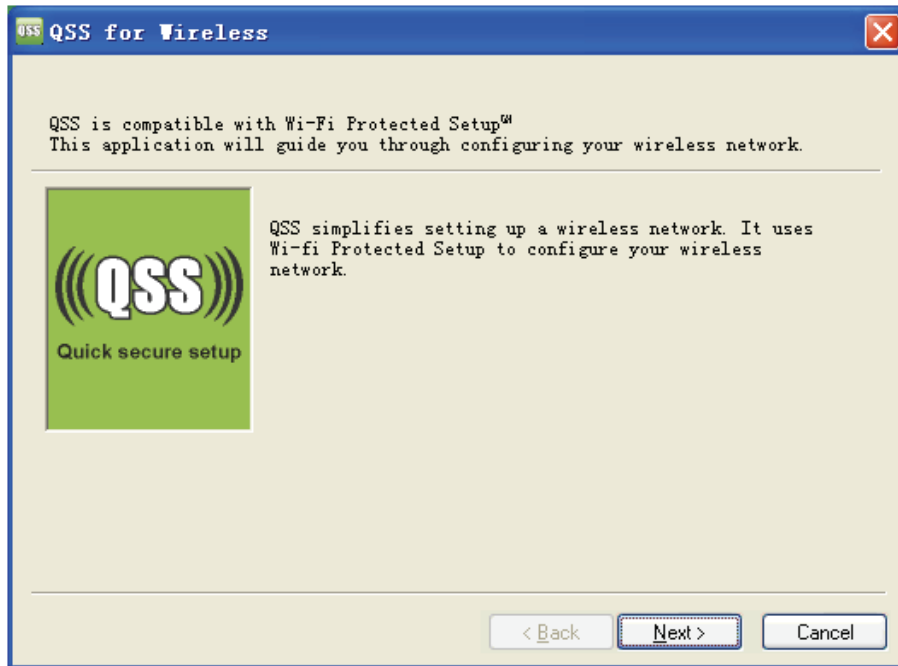 QSS QSS for Wireless
QSS is compatible with Wi-Fi Protected Setup℠
This application will guide you through configuring your wireless network.
(((QSS)))
Quick secure setup
QSS simplifies setting up a wireless network. It uses
Wi-fi Protected Setup to configure your wireless
network.
< Back
Next >
Cancel